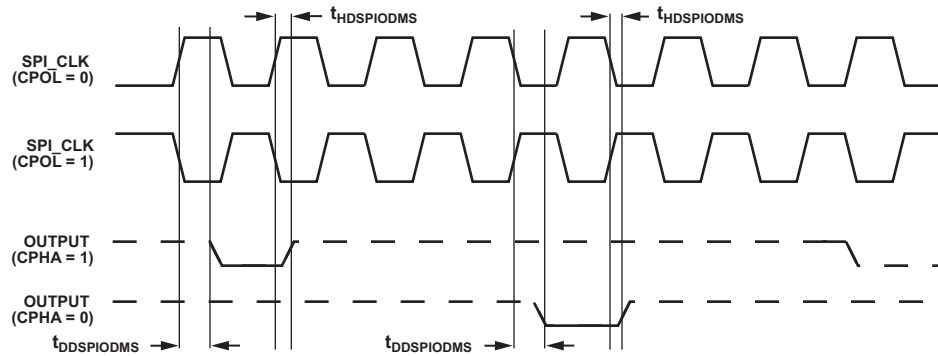 tHDSPIODMS
tHDSPIODMS
SPI_CLK
(CPOL = 0)
SPI_CLK
(CPOL = 1)
OUTPUT
(CPHA = 1)
OUTPUT
(CPHA = 0)
tDDSPIODMS
tDDSPIODMS